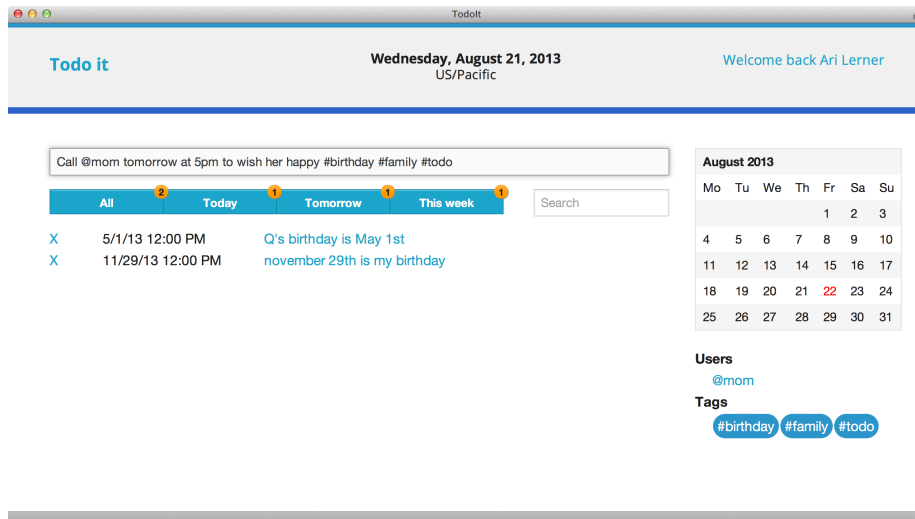 TodoIt
Todo it
Wednesday, August 21, 2013
US/Pacific
Welcome back Ari Lerner
Call @mom tomorrow at 5pm to wish her happy #birthday #family #todo
All 2 Today 1 Tomorrow 1 This week 1
Search
X 5/1/13 12:00 PM Q's birthday is May 1st
X 11/29/13 12:00 PM november 29th is my birthday
August 2013
Mo Tu We Th Fr Sa Su
1 2 3
4 5 6 7 8 9 10
11 12 13 14 15 16 17
18 19 20 21 22 23 24
25 26 27 28 29 30 31
Users
@mom
Tags
#birthday #family #todo